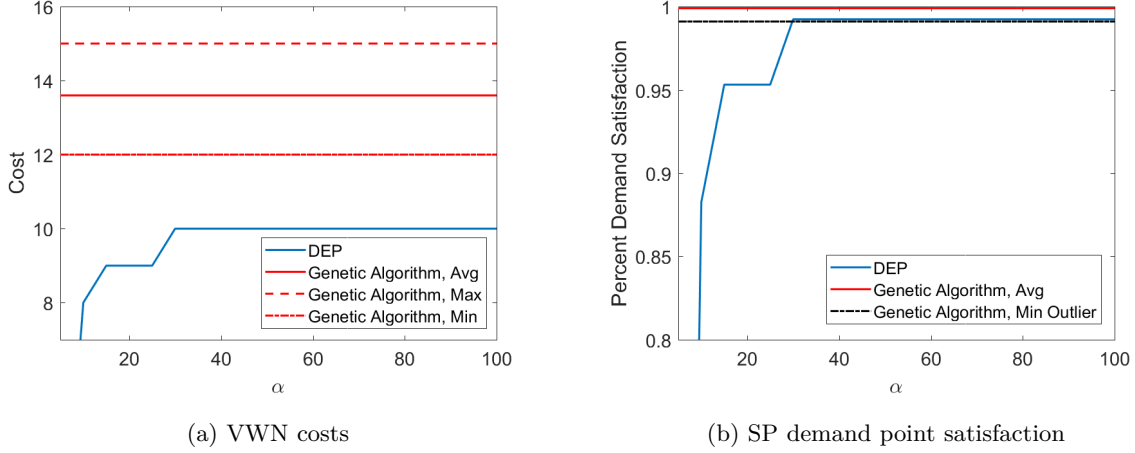 16
14
12
10
8
Cost
20
40
60
80
100
α
DEP
Genetic Algorithm, Avg
Genetic Algorithm, Max
Genetic Algorithm, Min
(a) VWN costs
1
0.95
0.9
0.85
0.8
Percent Demand Satisfaction
20
40
60
80
100
α
DEP
Genetic Algorithm, Avg
Genetic Algorithm, Min Outlier
(b) SP demand point satisfaction